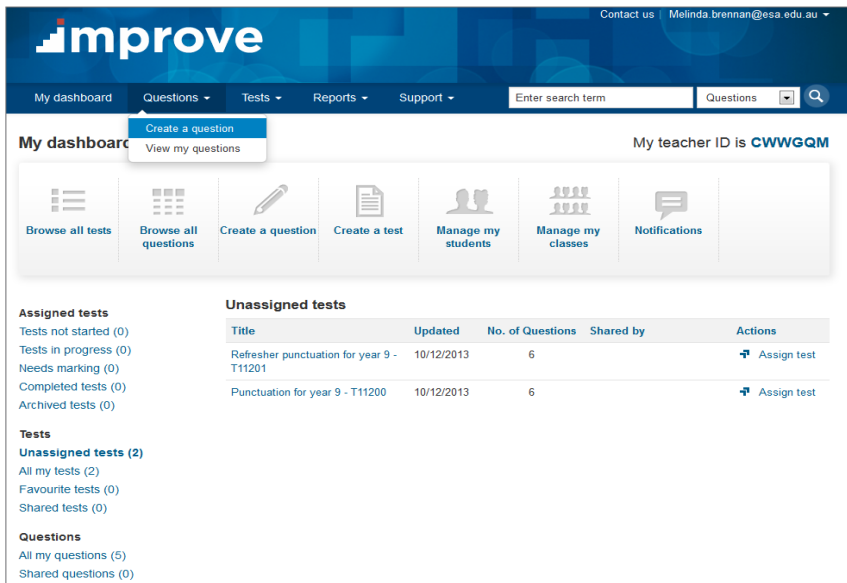 Contact us | Melinda.brennan@esa.edu.au
improve
My dashboard Questions Tests Reports Support Enter search term Questions
Create a question
View my questions
My dashboard My teacher ID is CWWGQM
Browse all tests
Browse all questions
Create a question
Create a test
Manage my students
Manage my classes
Notifications
Assigned tests
Tests not started (0)
Tests in progress (0)
Needs marking (0)
Completed tests (0)
Archived tests (0)
Tests
Unassigned tests (2)
All my tests (2)
Favourite tests (0)
Shared tests (0)
Questions
All my questions (5)
Shared questions (0)
Unassigned tests
Title Updated No. of Questions Shared by Actions
Refresher punctuation for year 9 - 10/12/2013 6 Assign test
T11201
Punctuation for year 9 - T11200 10/12/2013 6 Assign test